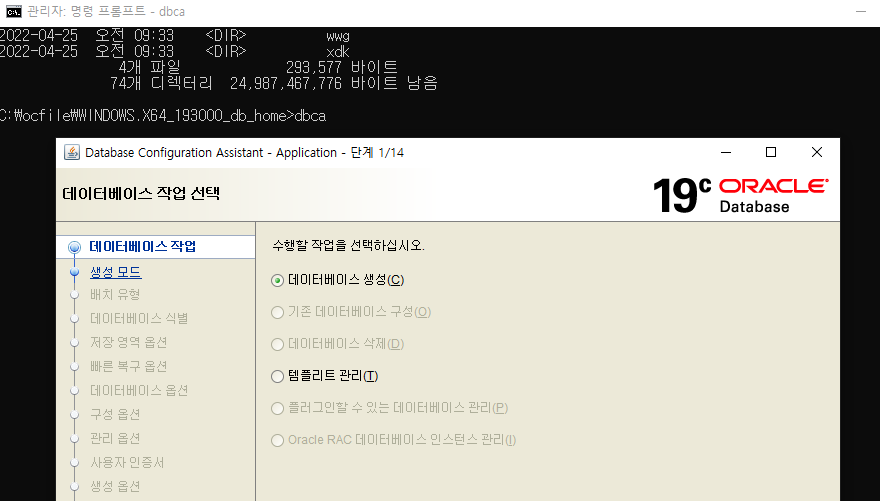 관리자: 명령 프롬프트 - dbca
2022-04-25 오전 09:33 <DIR> wwg
2022-04-25 오전 09:33 <DIR> xdk
4개 파일 293,577 바이트
74개 디렉터리 24,987,467,776 바이트 남음
C:\ocfile\WINDOWS.X64_193000_db_home>dbca
Database Configuration Assistant - Application - 단계 1/14
데이터베이스 작업 선택
19c ORACLE
Database
데이터베이스 작업
생성 모드
배치 유형
데이터베이스 식별
저장 영역 옵션
빠른 복구 옵션
데이터베이스 옵션
구성 옵션
관리 옵션
사용자 인증서
생성 옵션
수행할 작업을 선택하십시오.
데이터베이스 생성(C)
기존 데이터베이스 구성(O)
데이터베이스 삭제(D)
템플리트 관리(T)
플러그인할 수 있는 데이터베이스 관리(P)
Oracle RAC 데이터베이스 인스턴스 관리(I)